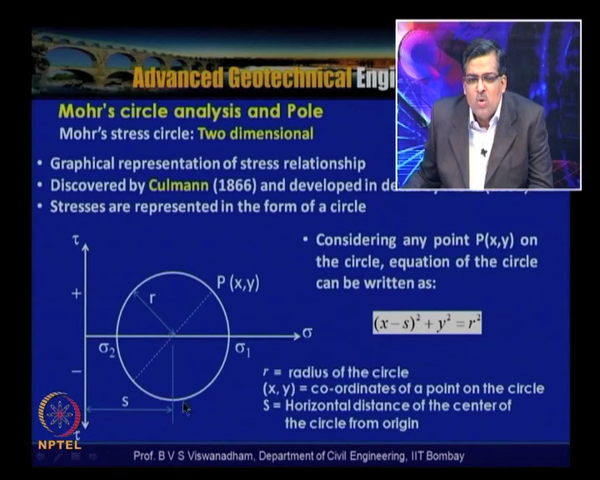 Advanced Geotechnical Engi
Mohr's circle analysis and Pole
Mohr's stress circle: Two dimensional
• Graphical representation of stress relationship
• Discovered by Culmann (1866) and developed in
• Stresses are represented in the form of a circle
τ
+
r
P (x,y)
σ
σ₂
σ₁
−
s
τ
• Considering any point P(x,y) on
the circle, equation of the circle
can be written as:
(x − s)² + y² = r²
r = radius of the circle
(x, y) = co-ordinates of a point on the circle
S = Horizontal distance of the center of
the circle from origin
NPTEL
Prof. B V S Viswanadham, Department of Civil Engineering, IIT Bombay